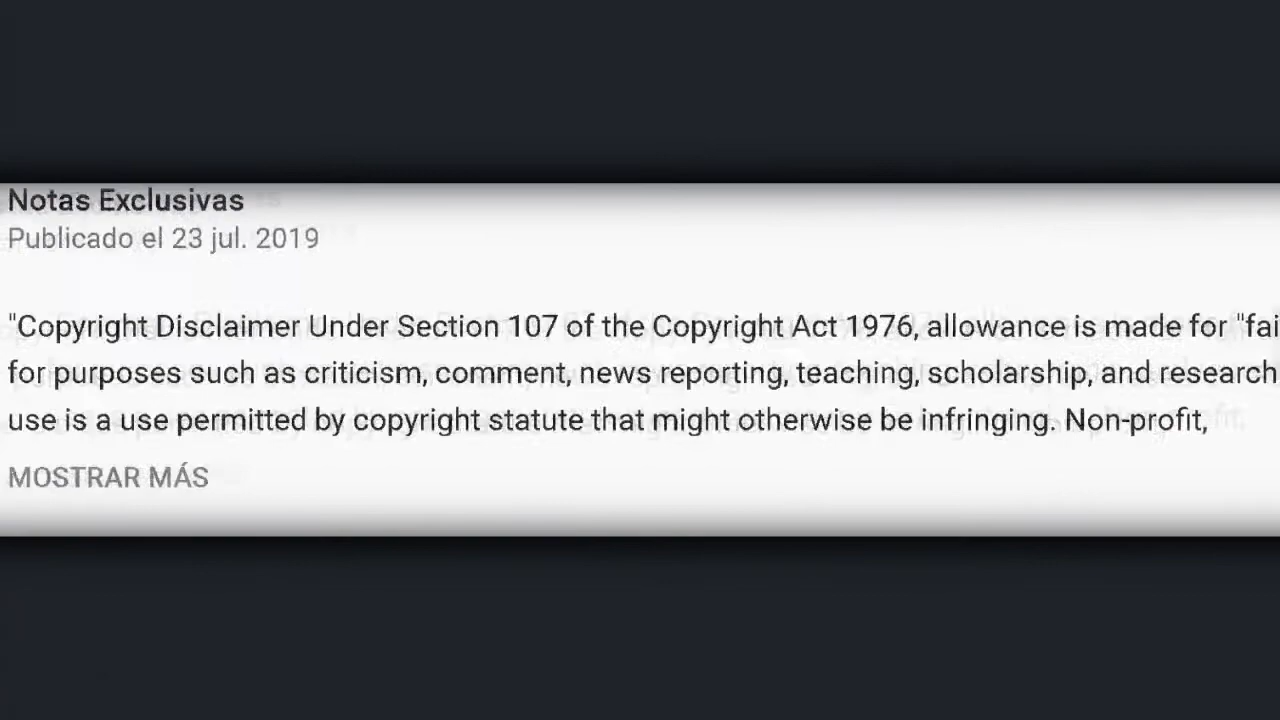 Notas Exclusivas
Publicado el 23 jul. 2019
"Copyright Disclaimer Under Section 107 of the Copyright Act 1976, allowance is made for "fai
for purposes such as criticism, comment, news reporting, teaching, scholarship, and research
use is a use permitted by copyright statute that might otherwise be infringing. Non-profit,
MOSTRAR MÁS